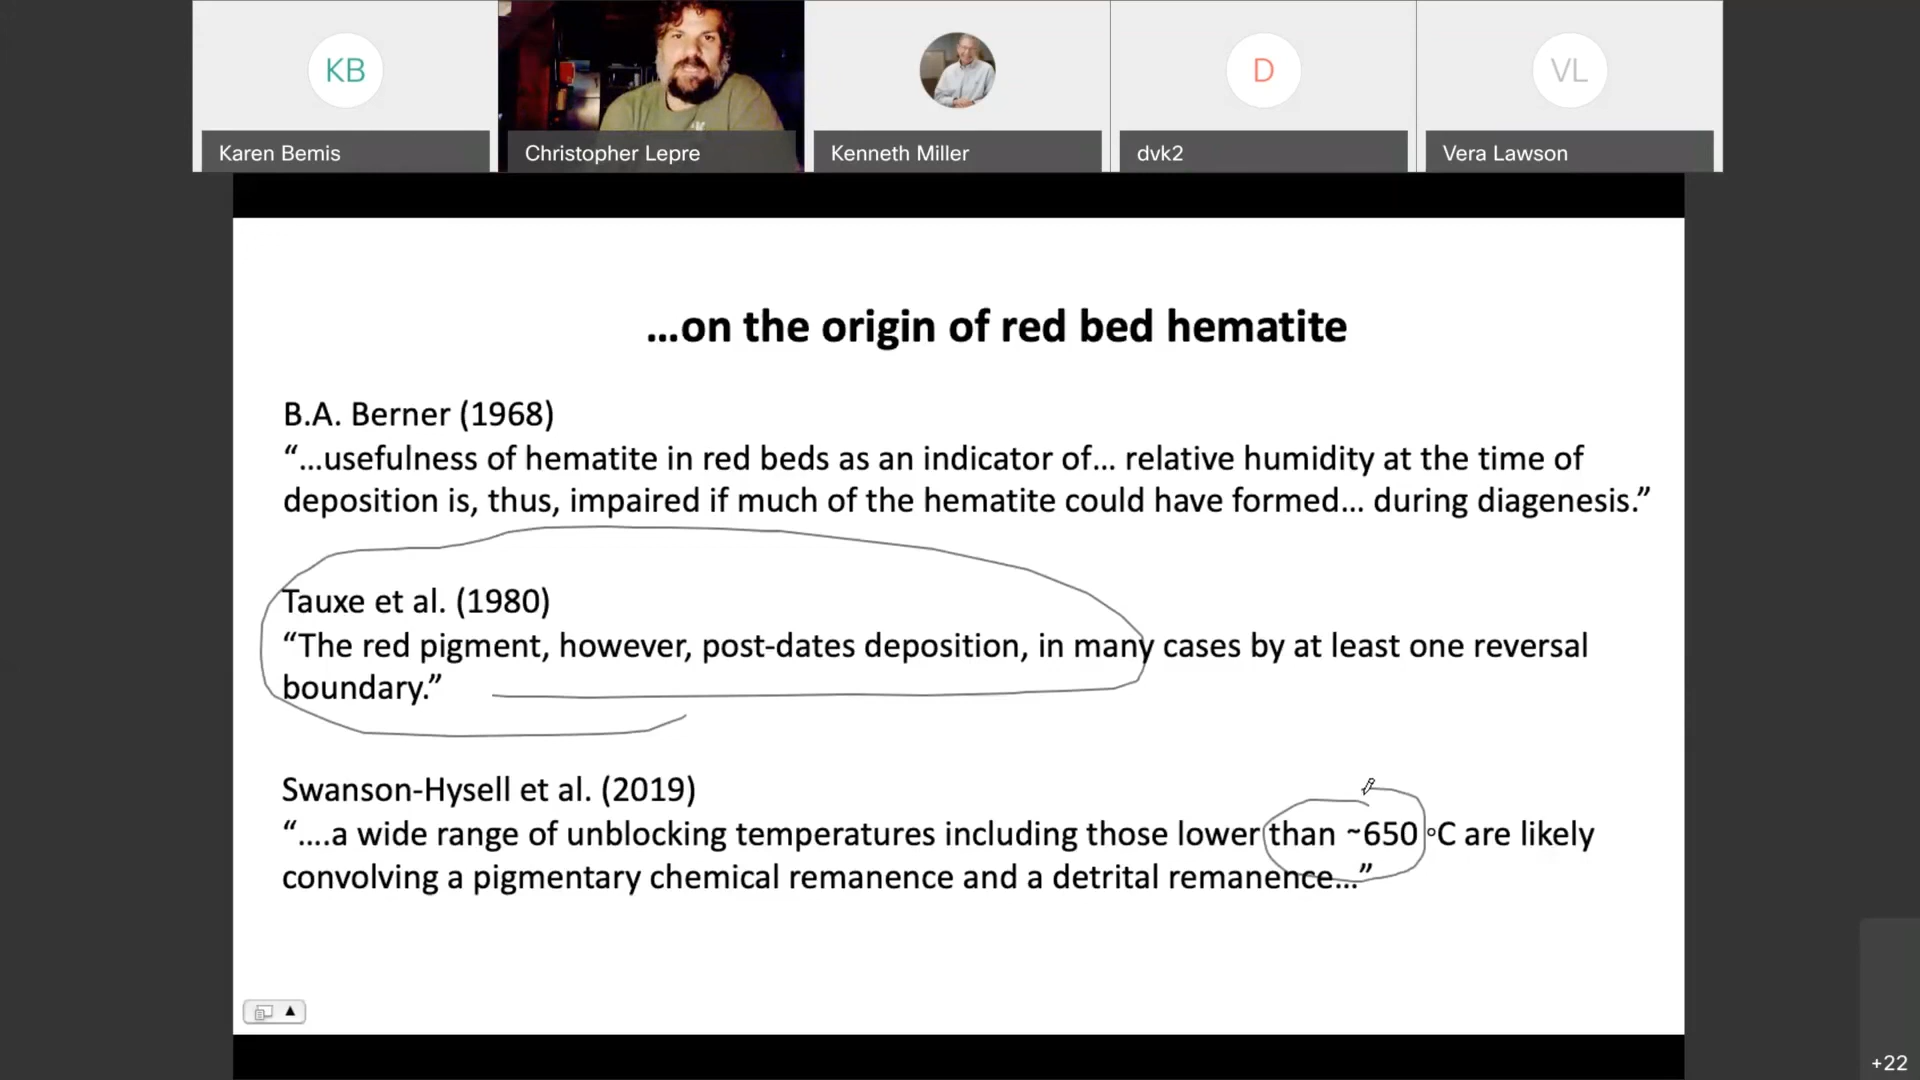 KB
D
VL
Karen Bemis
Christopher Lepre
Kenneth Miller
dvk2
Vera Lawson
...on the origin of red bed hematite
B.A. Berner (1968)
“...usefulness of hematite in red beds as an indicator of... relative humidity at the time of
deposition is, thus, impaired if much of the hematite could have formed... during diagenesis.”
Tauxe et al. (1980)
“The red pigment, however, post-dates deposition, in many cases by at least one reversal
boundary.”
Swanson-Hysell et al. (2019)
“....a wide range of unblocking temperatures including those lower than ~650 °C are likely
convolving a pigmentary chemical remanence and a detrital remanence...”
+22